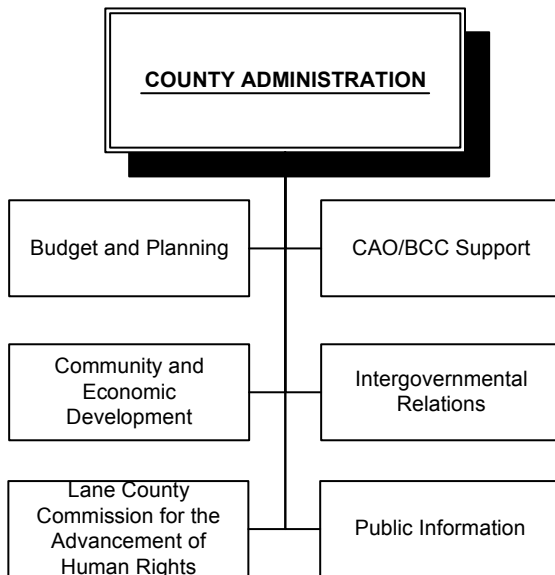 COUNTY ADMINISTRATION
Budget and Planning
CAO/BCC Support
Community and
Economic
Development
Intergovernmental
Relations
Lane County
Commission for the
Advancement of
Human Rights
Public Information